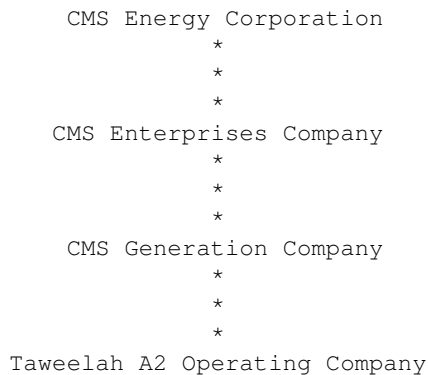 CMS Energy Corporation
*
*
*
CMS Enterprises Company
*
*
*
CMS Generation Company
*
*
*
Taweelah A2 Operating Company